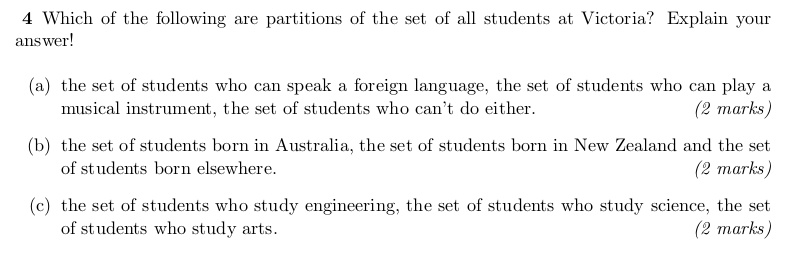 4 Which of the following are partitions of the set of all students at Victoria? Explain your
answer!
(a) the set of students who can speak a foreign language, the set of students who can play a
musical instrument, the set of students who can't do either. (2 marks)
(b) the set of students born in Australia, the set of students born in New Zealand and the set
of students born elsewhere. (2 marks)
(c) the set of students who study engineering, the set of students who study science, the set
of students who study arts. (2 marks)